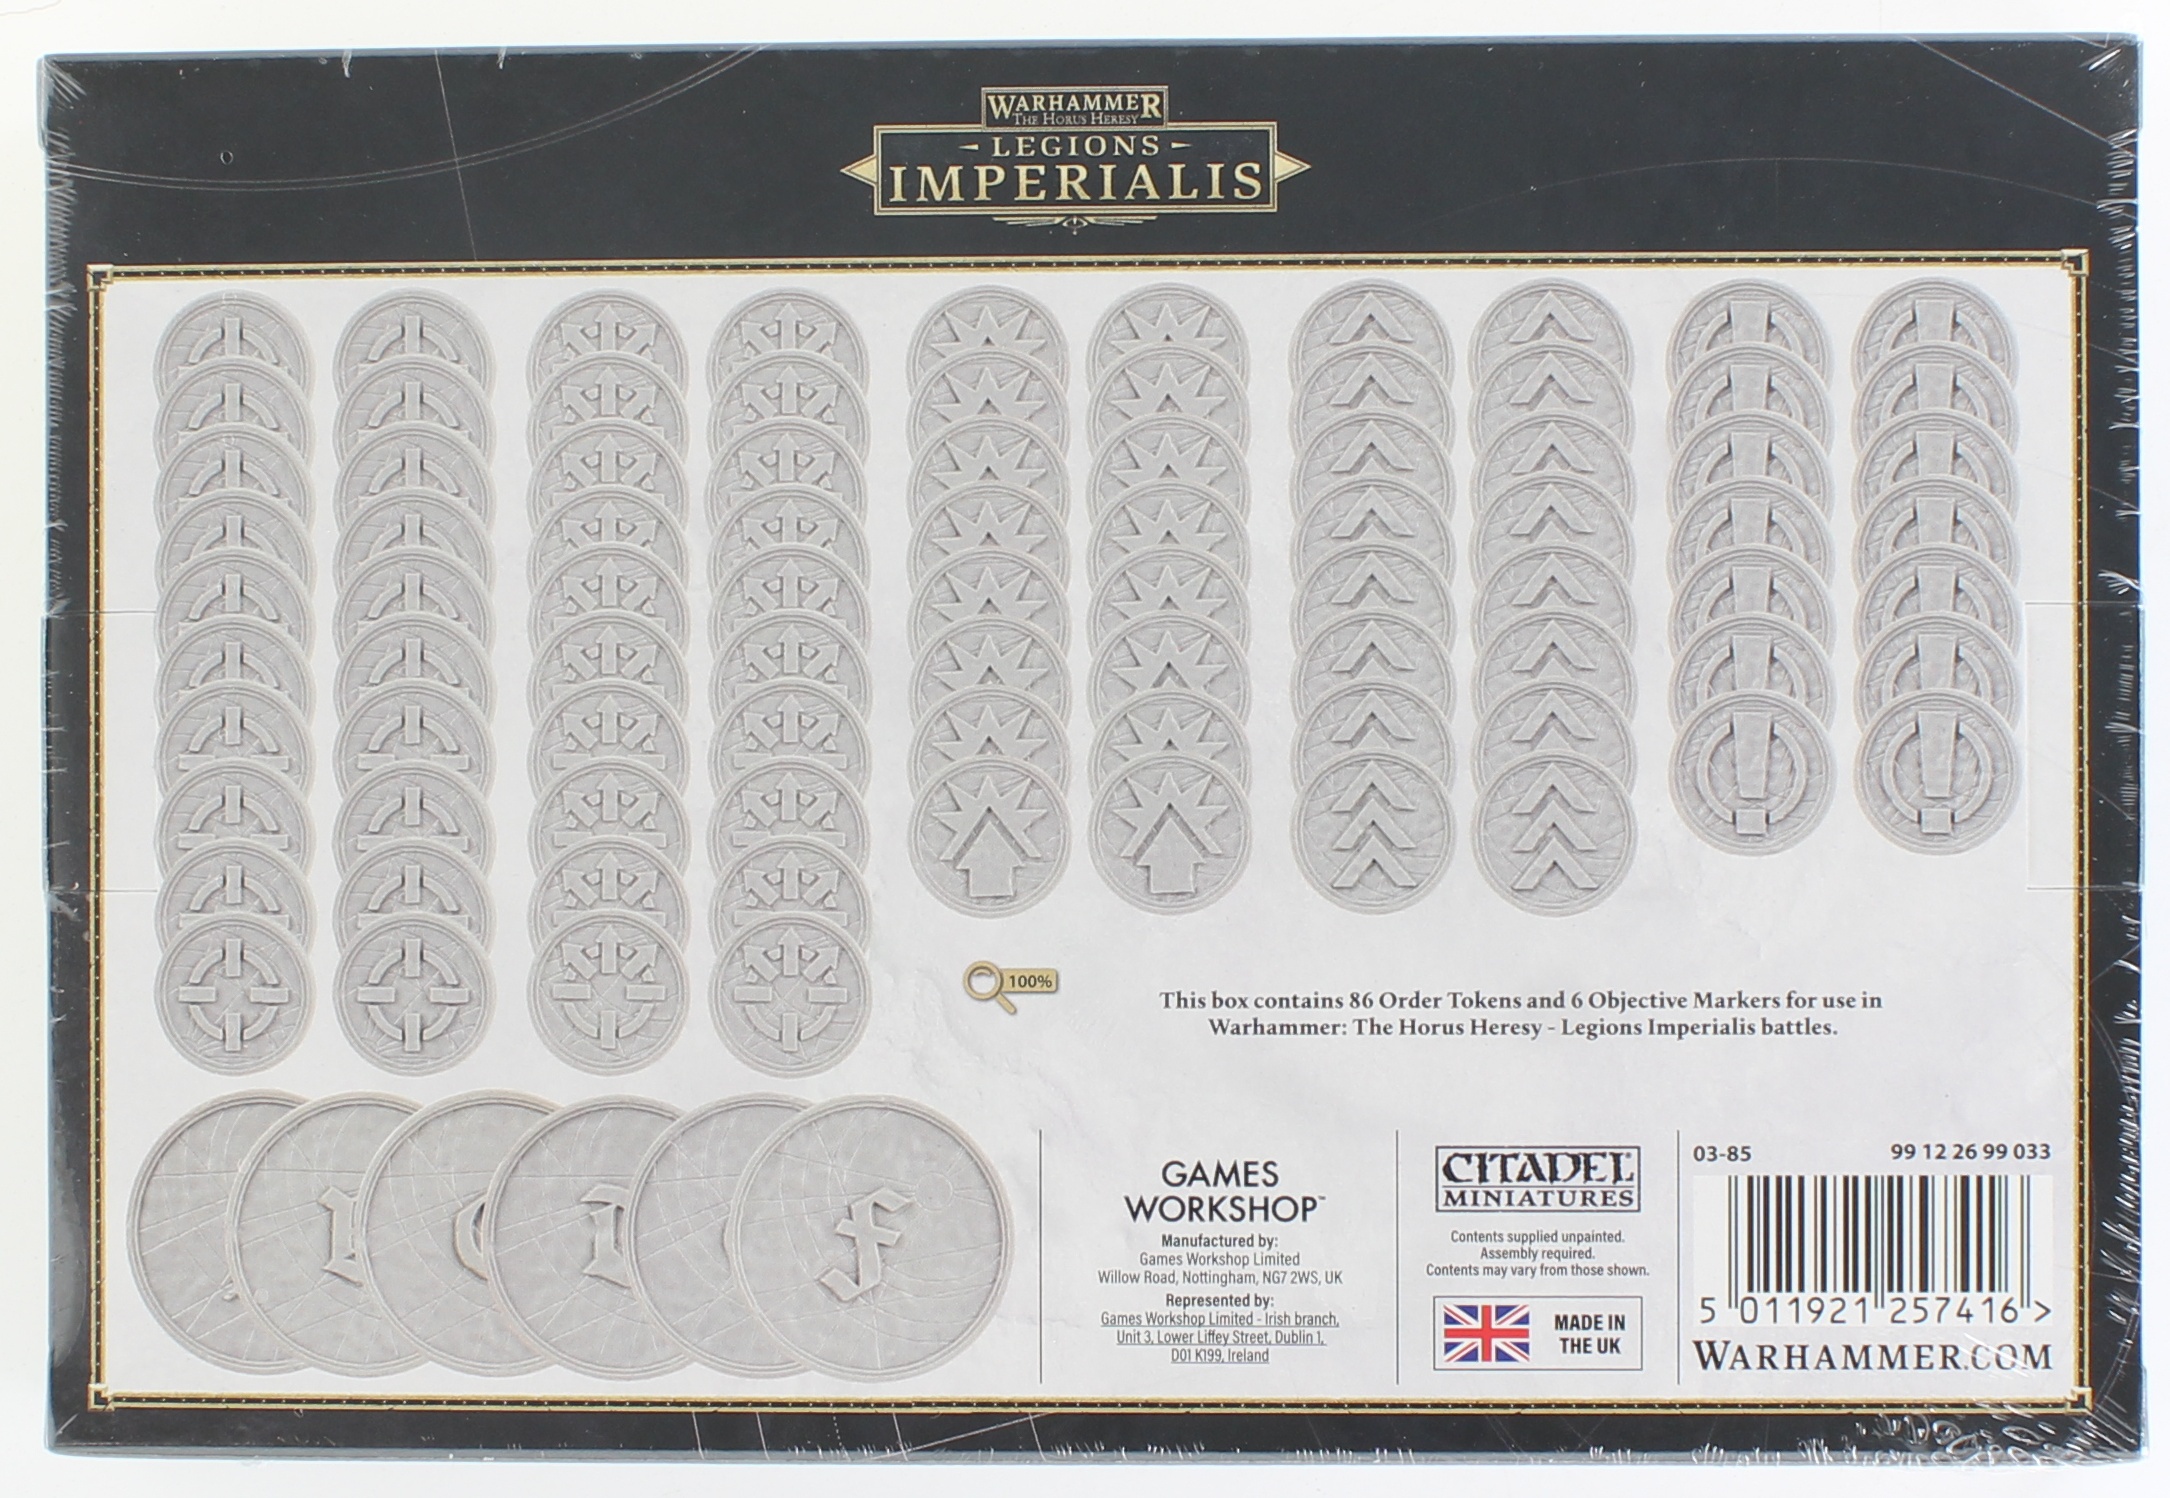 WARHAMMER
THE HORUS HERESY
- LEGIONS -
IMPERIALIS
100%
This box contains 86 Order Tokens and 6 Objective Markers for use in
Warhammer: The Horus Heresy - Legions Imperialis battles.
F
GAMES
WORKSHOP™
Manufactured by:
Games Workshop Limited
Willow Road, Nottingham, NG7 2WS, UK
Represented by:
Games Workshop Limited - Irish branch,
Unit 3, Lower Liffey Street, Dublin 1,
D01 K199, Ireland
CITADEL
MINIATURES
Contents supplied unpainted.
Assembly required.
Contents may vary from those shown.
MADE IN
THE UK
03-85 99 12 26 99 033
5 011921 257416 >
WARHAMMER.COM